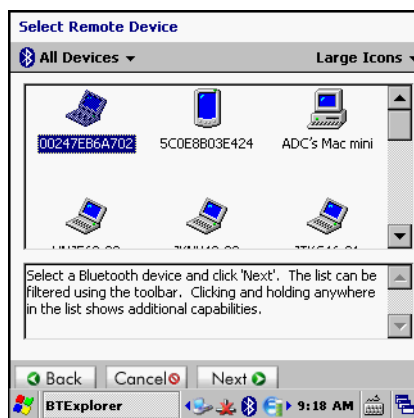 Select Remote Device
All Devices
Large Icons
00247EB6A702
5C0E8B03E424
ADC's Mac mini
Select a Bluetooth device and click 'Next'. The list can be
filtered using the toolbar. Clicking and holding anywhere
in the list shows additional capabilities.
Back
Cancel
Next
BTExplorer
9:18 AM